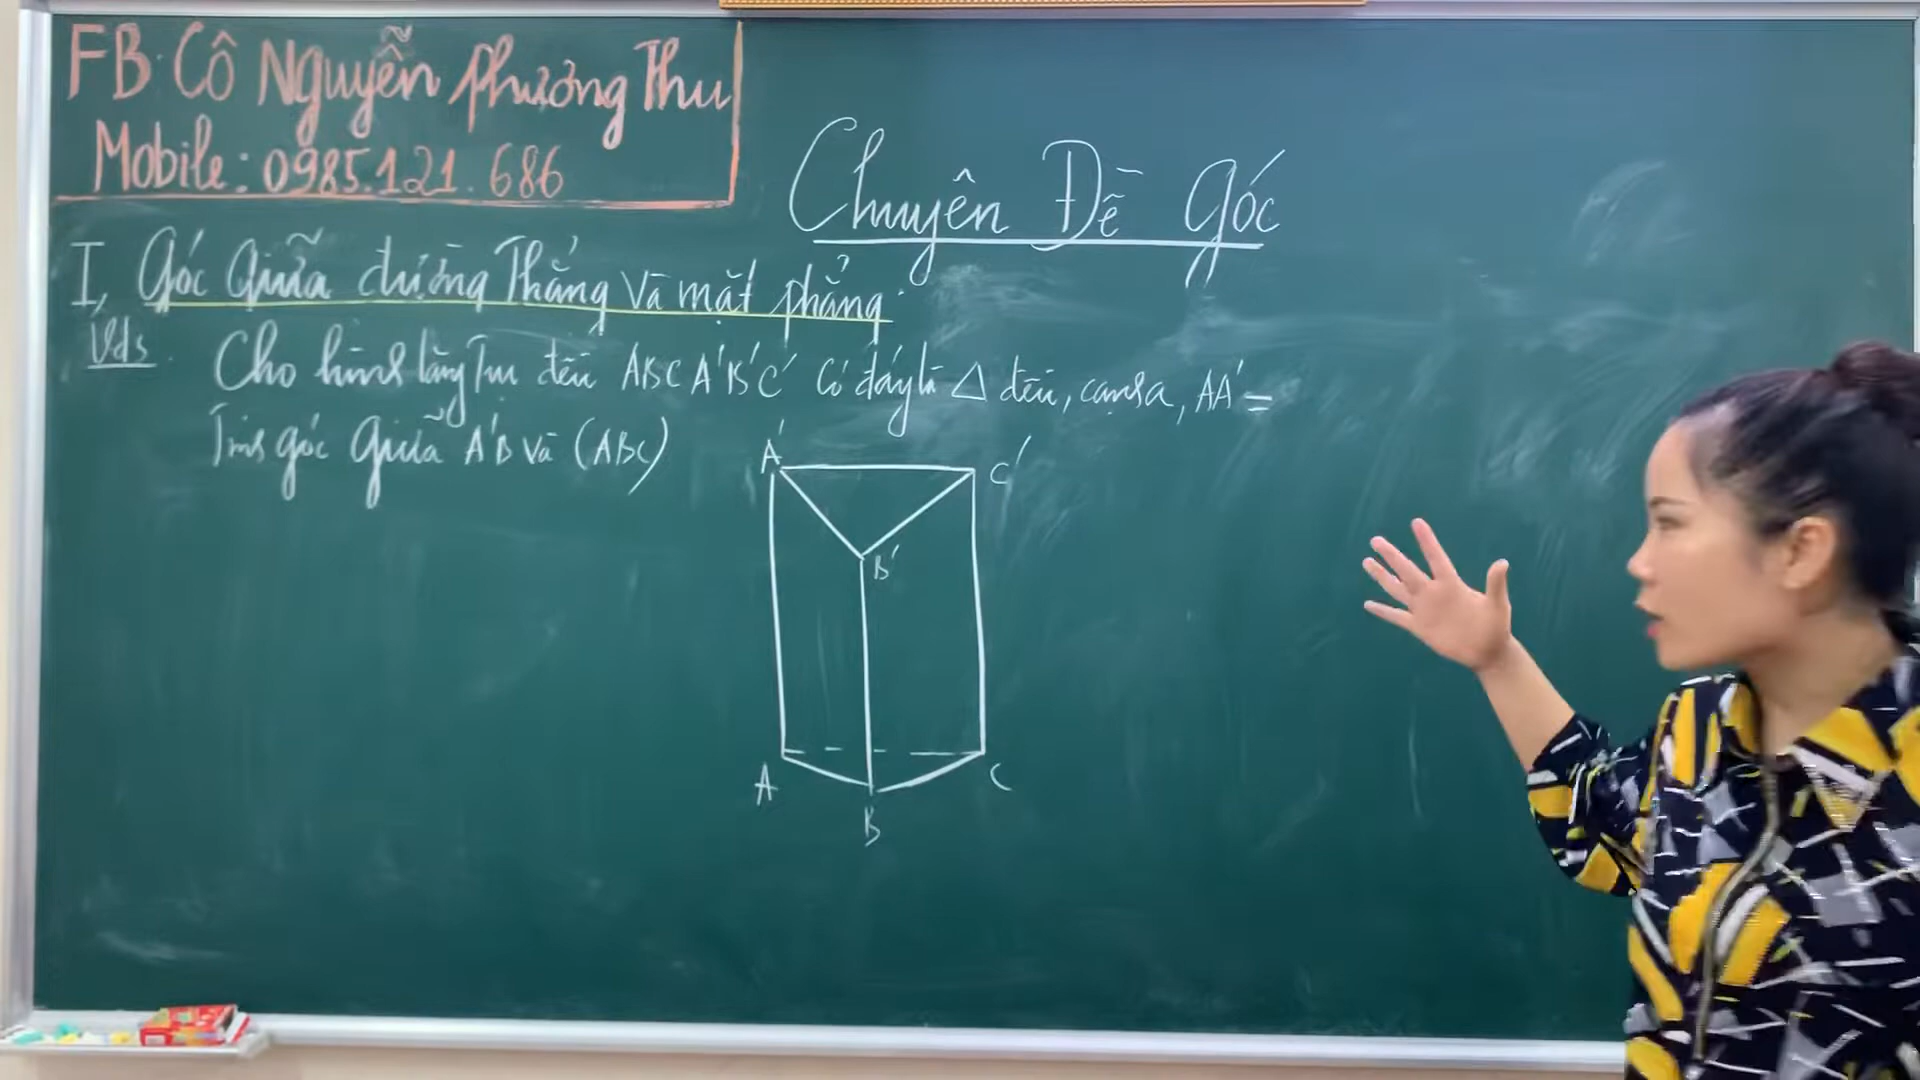 FB: Cô Nguyễn Phương Thu
Mobile: 0985.121.686
Chuyên Đề Góc
I, Góc Giữa đường Thẳng và mặt phẳng.
Cho hình lăng Trụ đều ABC A'B'C' Có đáy là Δ đều, cạnh a, AA' =
Tính góc Giữa A'B và (ABC)
A'
C'
B'
A
C
B